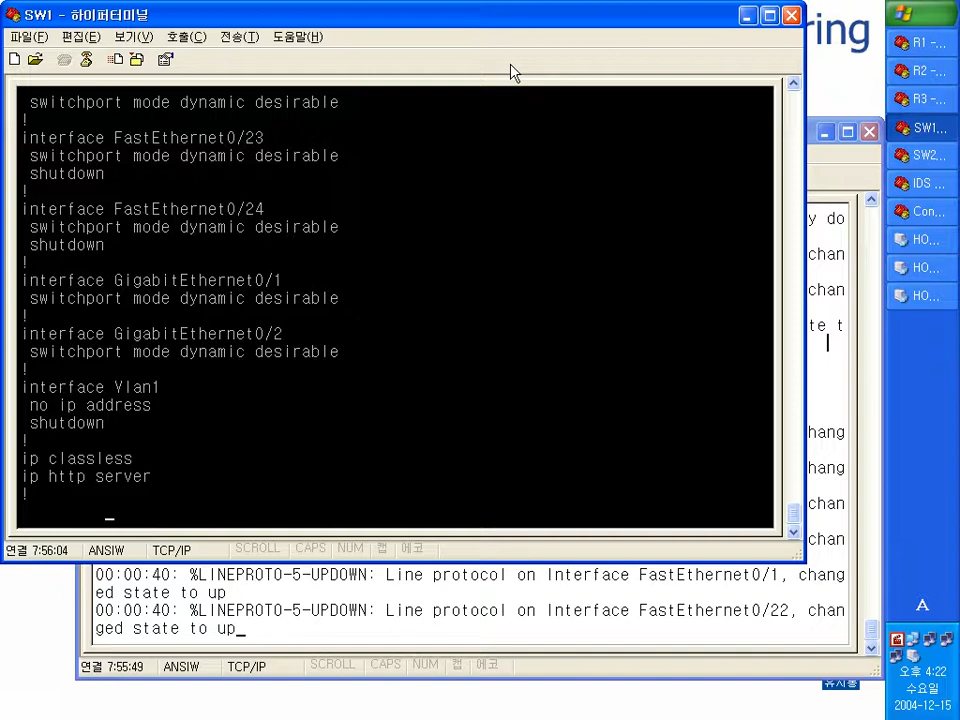 SW1 - 하이퍼터미널
ring
파일(F) 편집(E) 보기(V) 호출(C) 전송(T) 도움말(H)
switchport mode dynamic desirable
!
interface FastEthernet0/23
switchport mode dynamic desirable
shutdown
!
interface FastEthernet0/24
switchport mode dynamic desirable
shutdown
!
interface GigabitEthernet0/1
switchport mode dynamic desirable
!
interface GigabitEthernet0/2
switchport mode dynamic desirable
!
interface Vlan1
no ip address
shutdown
!
ip classless
ip http server
!
연결 7:56:04 ANSIW TCP/IP SCROLL CAPS NUM 캡 에코
y do
chan
chan
te t
hang
hang
chan
chan
00:00:40: %LINEPROTO-5-UPDOWN: Line protocol on Interface FastEthernet0/1, chang
ed state to up
00:00:40: %LINEPROTO-5-UPDOWN: Line protocol on Interface FastEthernet0/22, chan
ged state to up_
연결 7:55:49 ANSIW TCP/IP SCROLL CAPS NUM 캡 에코
R1 -...
R2 -...
R3 -...
SW1...
SW2...
IDS ...
Con...
HO...
HO...
HO...
A
오후 4:22
수요일
2004-12-15